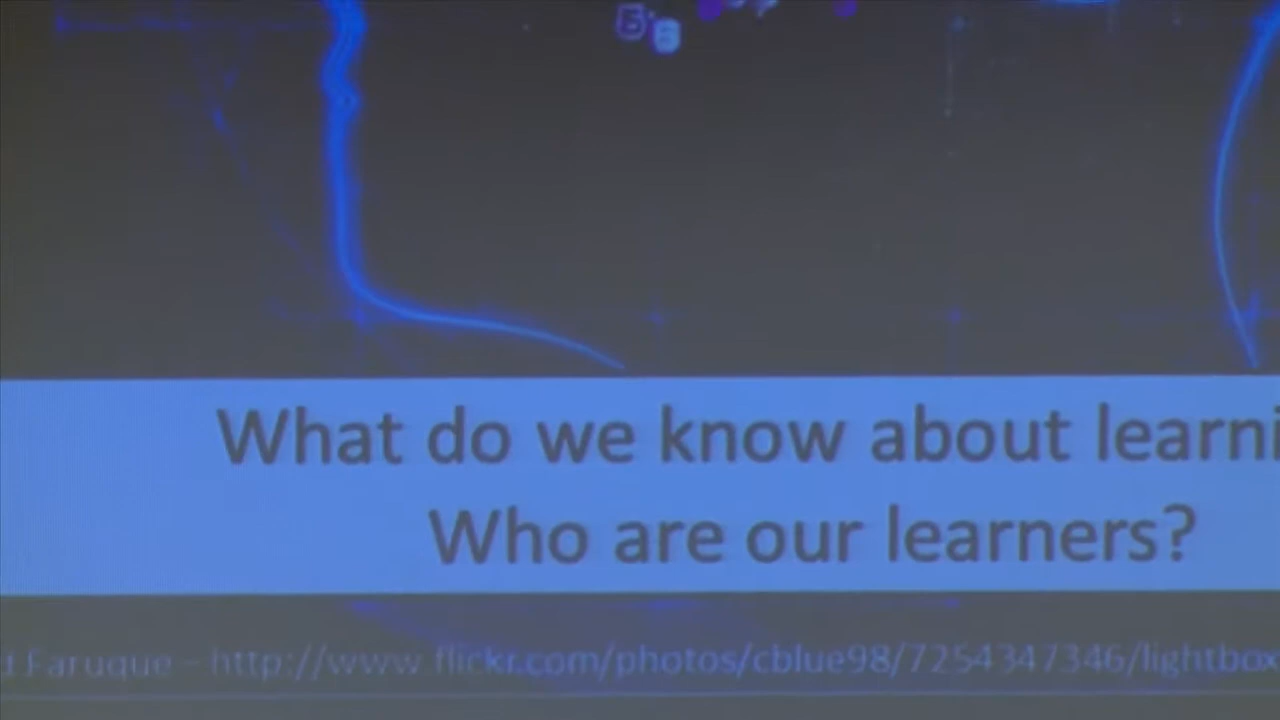 What do we know about learni
Who are our learners?
Faruque – http://www.flickr.com/photos/cblue98/7254347346/lightbox